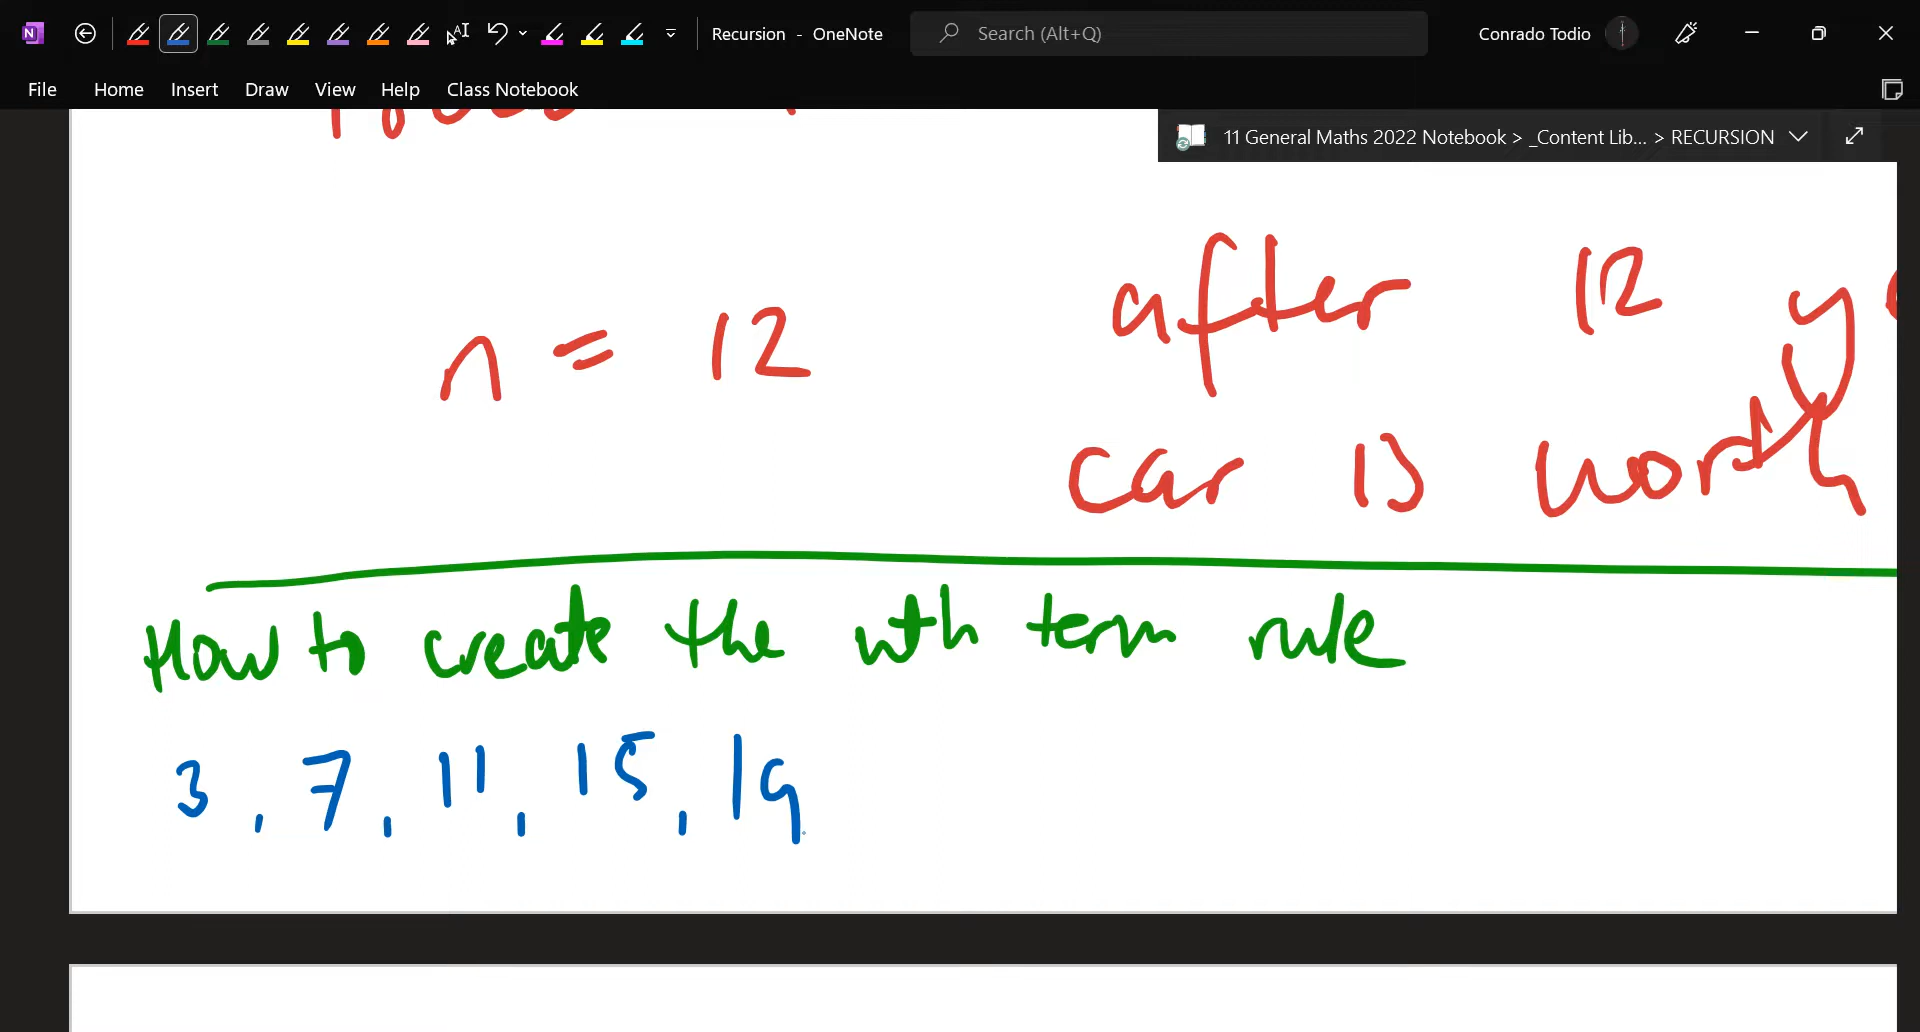 Recursion - OneNote
Search (Alt+Q)
Conrado Todio
File Home Insert Draw View Help Class Notebook
11 General Maths 2022 Notebook > _Content Lib... > RECURSION
n = 12
after 12
car is worth
How to create the nth term rule
3, 7, 11, 15, 19